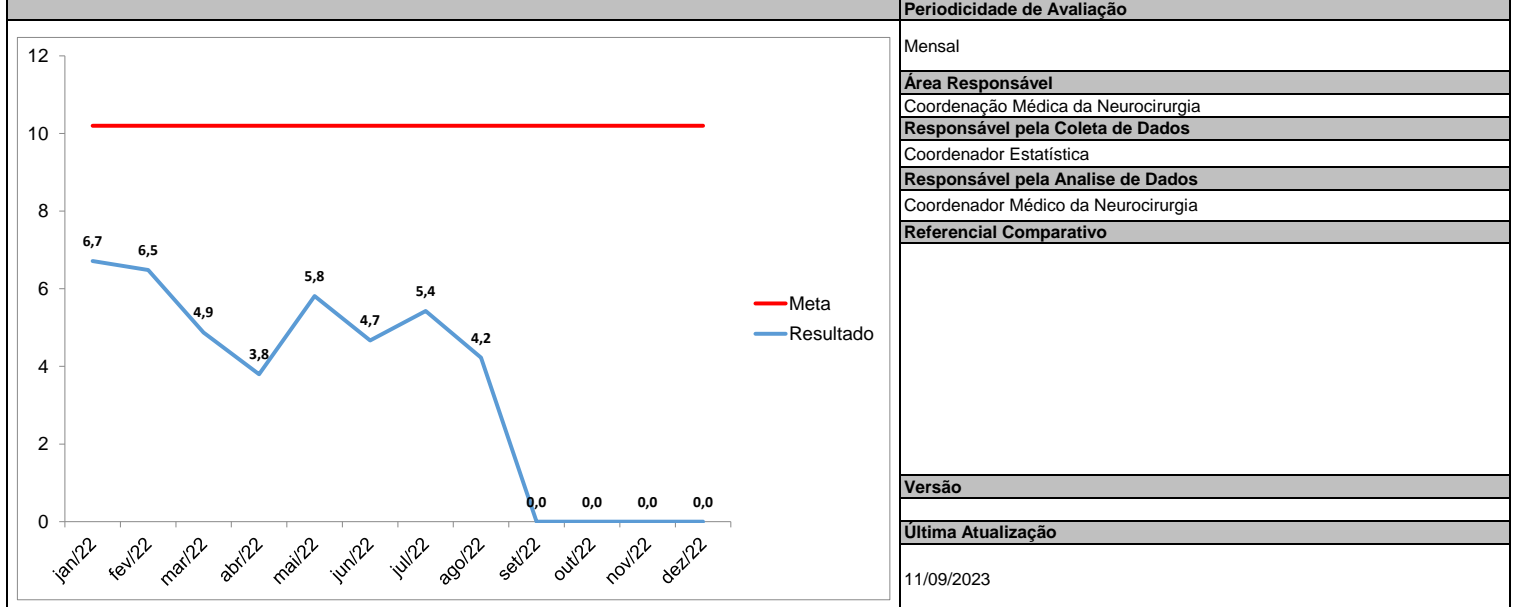 Periodicidade de Avaliação
Mensal
Área Responsável
Coordenação Médica da Neurocirurgia
Responsável pela Coleta de Dados
Coordenador Estatística
Responsável pela Analise de Dados
Coordenador Médico da Neurocirurgia
Referencial Comparativo
Versão
Última Atualização
11/09/2023
12
10
8
6
4
2
0
6,7
6,5
4,9
3,8
5,8
4,7
5,4
4,2
0,0
0,0
0,0
0,0
jan/22
fev/22
mar/22
abr/22
mai/22
jun/22
jul/22
ago/22
set/22
out/22
nov/22
dez/22
Meta
Resultado